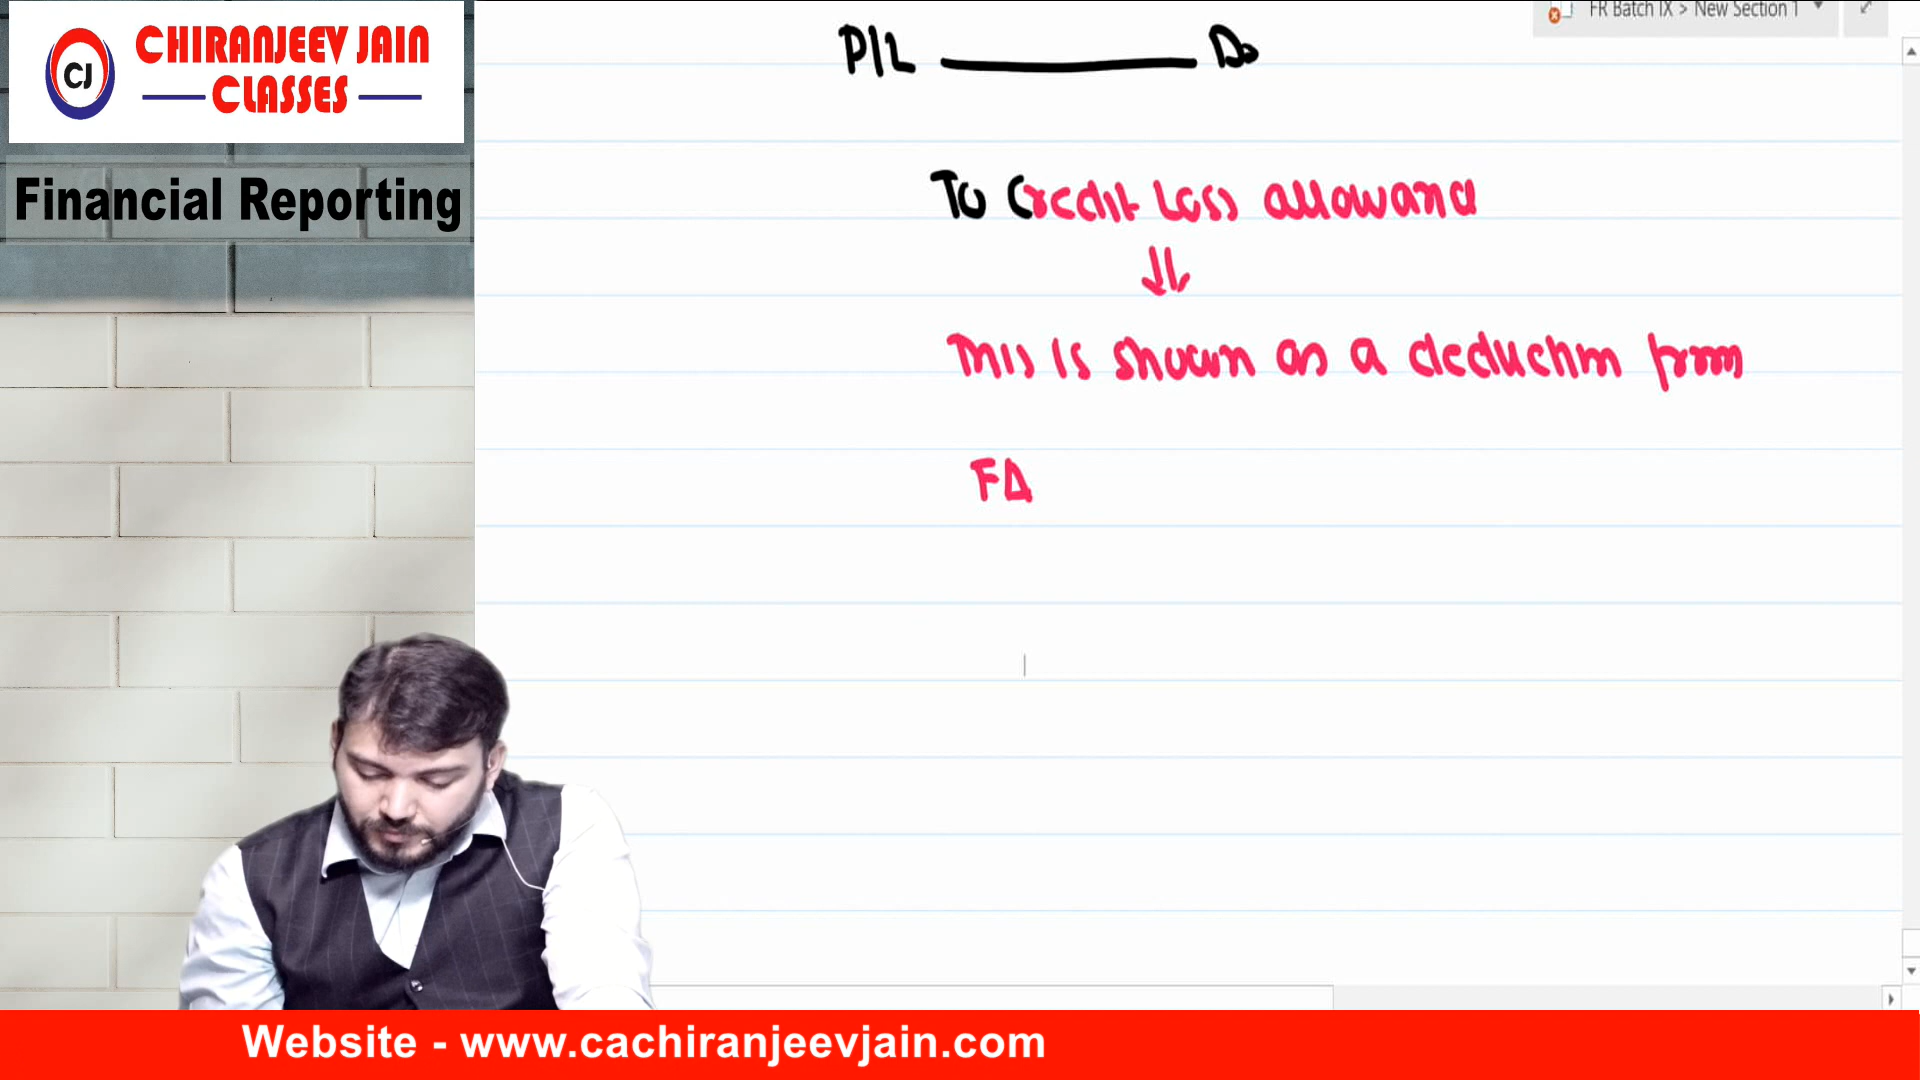 CHIRANJEEV JAIN
CLASSES
CJ
Financial Reporting
FR Batch IX > New Section 1
P/L ———— Dr
To Credit Loss allowance
This is shown as a deduction from
FA
Website - www.cachiranjeevjain.com